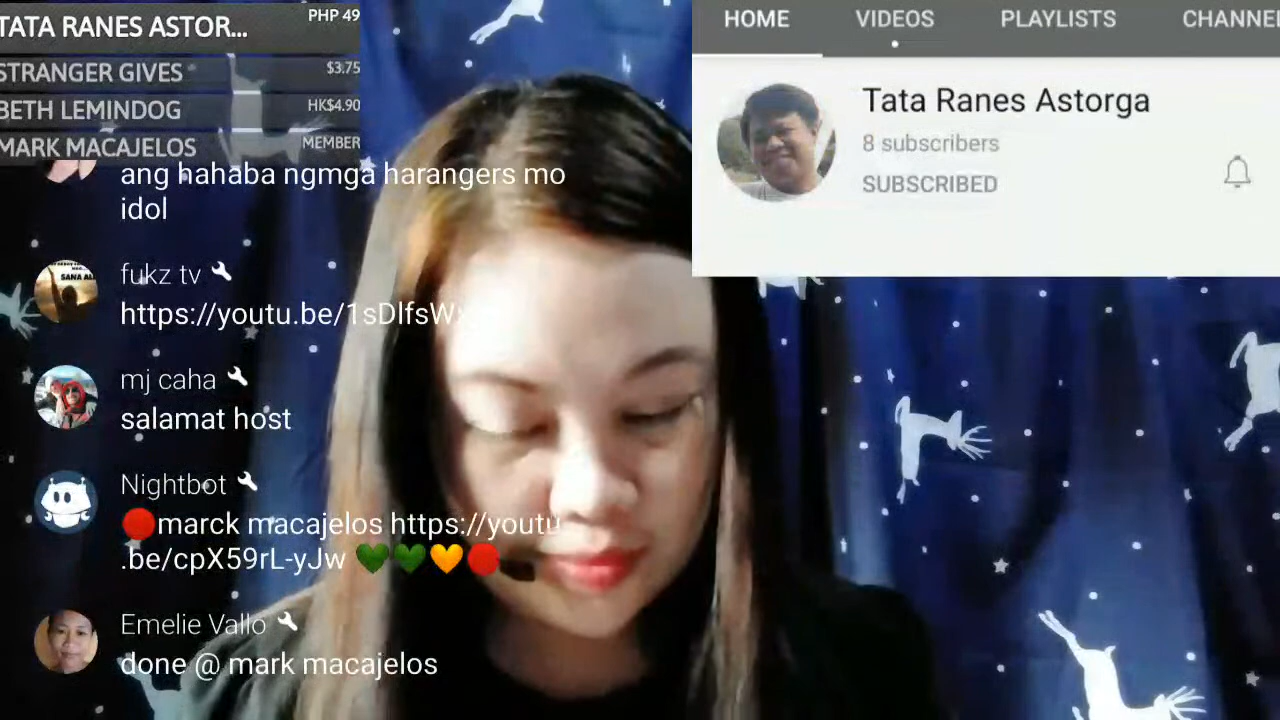 TATA RANES ASTOR...
PHP 49
STRANGER GIVES
$3.75
BETH LEMINDOG
HK$4.90
MARK MACAJELOS
MEMBER
ang hahaba ngmga harangers mo
idol
fukz tv
https://youtu.be/1sDlfsW
mj caha
salamat host
Nightbot
🔴marck macajelos https://youtu
.be/cpX59rL-yJw 💚💚🧡🔴
Emelie Vallo
done @ mark macajelos
HOME VIDEOS PLAYLISTS CHANNEL
Tata Ranes Astorga
8 subscribers
SUBSCRIBED